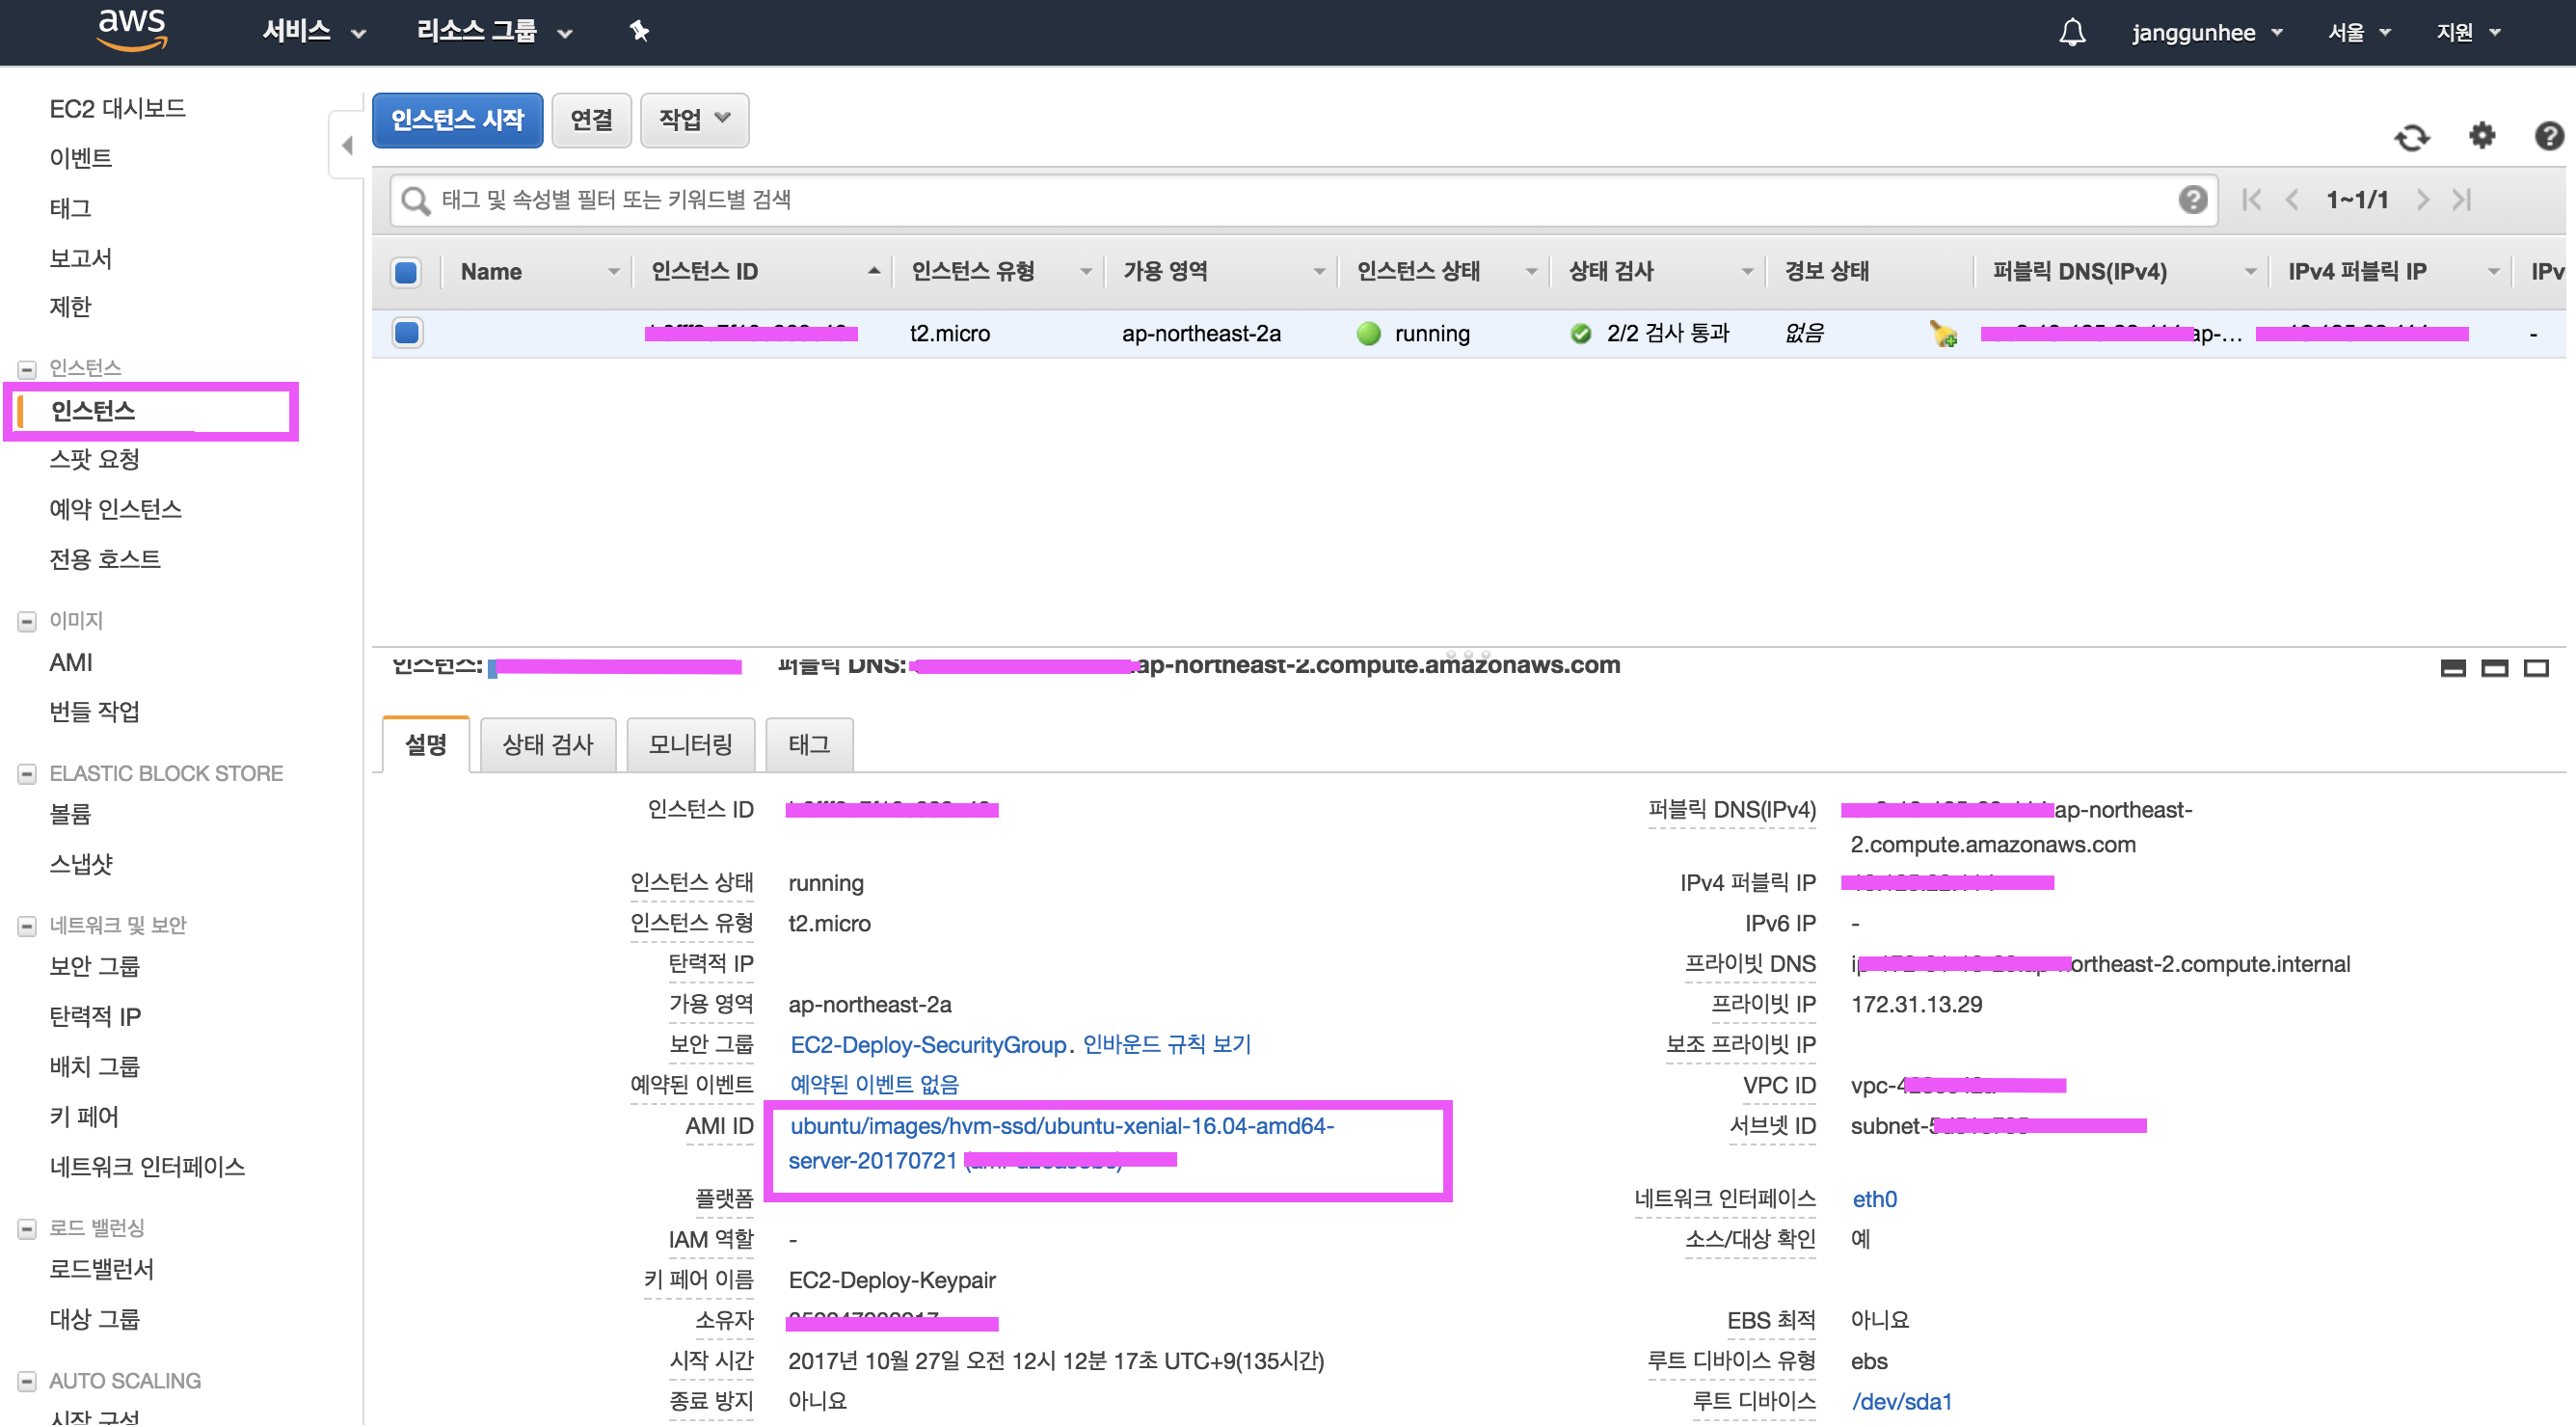 aws 서비스 리소스 그룹 janggunhee 서울 지원
EC2 대시보드
이벤트
태그
보고서
제한
인스턴스
인스턴스
스팟 요청
예약 인스턴스
전용 호스트
이미지
AMI
번들 작업
ELASTIC BLOCK STORE
볼륨
스냅샷
네트워크 및 보안
보안 그룹
탄력적 IP
배치 그룹
키 페어
네트워크 인터페이스
로드 밸런싱
로드밸런서
대상 그룹
AUTO SCALING
시작 구성
인스턴스 시작 연결 작업
태그 및 속성별 필터 또는 키워드별 검색 1~1/1
Name 인스턴스 ID 인스턴스 유형 가용 영역 인스턴스 상태 상태 검사 경보 상태 퍼블릭 DNS(IPv4) IPv4 퍼블릭 IP IPv
t2.micro ap-northeast-2a running 2/2 검사 통과 없음 ap-... -
인스턴스: 퍼블릭 DNS: ap-northeast-2.compute.amazonaws.com
설명 상태 검사 모니터링 태그
인스턴스 ID
인스턴스 상태 running
인스턴스 유형 t2.micro
탄력적 IP
가용 영역 ap-northeast-2a
보안 그룹 EC2-Deploy-SecurityGroup. 인바운드 규칙 보기
예약된 이벤트 예약된 이벤트 없음
AMI ID ubuntu/images/hvm-ssd/ubuntu-xenial-16.04-amd64-
server-20170721
플랫폼
IAM 역할 -
키 페어 이름 EC2-Deploy-Keypair
소유자
시작 시간 2017년 10월 27일 오전 12시 12분 17초 UTC+9(135시간)
종료 방지 아니요
퍼블릭 DNS(IPv4) ap-northeast-
2.compute.amazonaws.com
IPv4 퍼블릭 IP
IPv6 IP -
프라이빗 DNS ortheast-2.compute.internal
프라이빗 IP 172.31.13.29
보조 프라이빗 IP
VPC ID vpc-
서브넷 ID subnet-
네트워크 인터페이스 eth0
소스/대상 확인 예
EBS 최적 아니요
루트 디바이스 유형 ebs
루트 디바이스 /dev/sda1